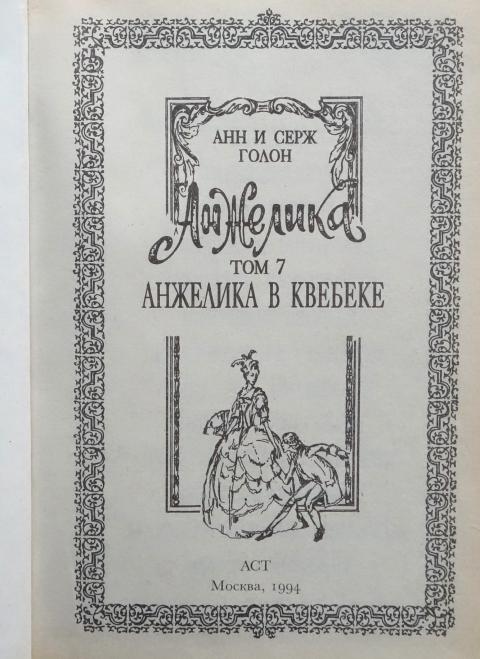 АНН И СЕРЖ
ГОЛОН
Анжелика
ТОМ 7
АНЖЕЛИКА В КВЕБЕКЕ
АСТ
Москва, 1994